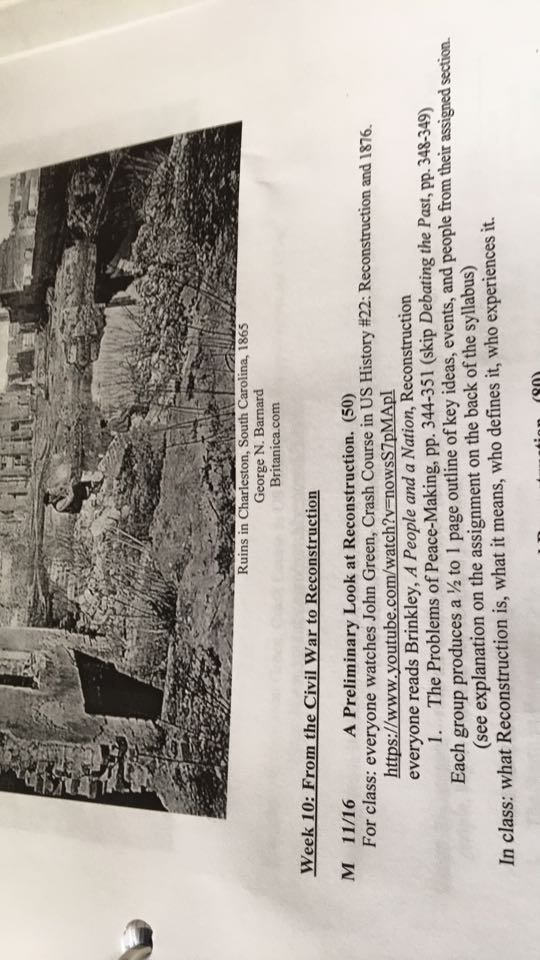 Ruins in Charleston, South Carolina, 1865
George N. Barnard
Britanica.com
Week 10: From the Civil War to Reconstruction
M 11/16 A Preliminary Look at Reconstruction. (50)
For class: everyone watches John Green, Crash Course in US History #22: Reconstruction and 1876.
https://www.youtube.com/watch?v=nowsS7pMApI
everyone reads Brinkley, A People and a Nation, Reconstruction
1. The Problems of Peace-Making, pp. 344-351 (skip Debating the Past, pp. 348-349)
Each group produces a ½ to 1 page outline of key ideas, events, and people from their assigned section.
(see explanation on the assignment on the back of the syllabus)
In class: what Reconstruction is, what it means, who defines it, who experiences it.
(80)